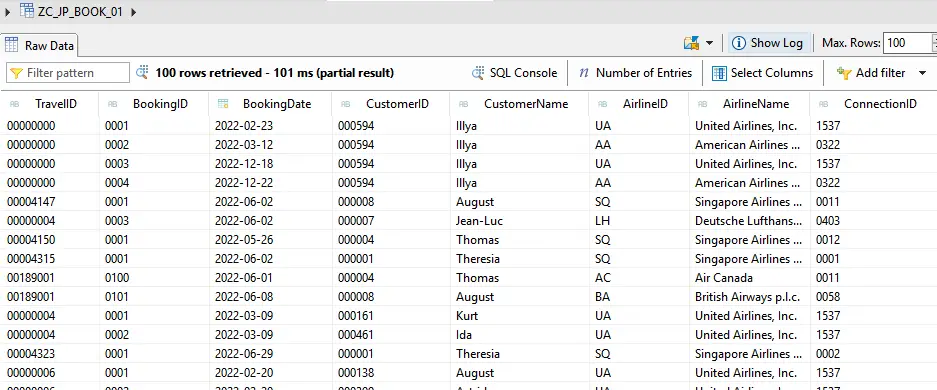 ZC_JP_BOOK_01
Raw Data Show Log Max. Rows: 100
Filter pattern 100 rows retrieved - 101 ms (partial result) SQL Console n Number of Entries Select Columns Add filter
TravelID BookingID BookingDate CustomerID CustomerName AirlineID AirlineName ConnectionID
00000000 0001 2022-02-23 000594 Illya UA United Airlines, Inc. 1537
00000000 0002 2022-03-12 000594 Illya AA American Airlines ... 0322
00000000 0003 2022-12-18 000594 Illya UA United Airlines, Inc. 1537
00000000 0004 2022-12-22 000594 Illya AA American Airlines ... 0322
00004147 0001 2022-06-02 000008 August SQ Singapore Airlines ... 0011
00000004 0003 2022-06-02 000007 Jean-Luc LH Deutsche Lufthans... 0403
00004150 0001 2022-05-26 000004 Thomas SQ Singapore Airlines ... 0012
00004315 0001 2022-06-02 000001 Theresia SQ Singapore Airlines ... 0001
00189001 0100 2022-06-01 000004 Thomas AC Air Canada 0011
00189001 0101 2022-06-08 000008 August BA British Airways p.l.c. 0058
00000004 0001 2022-03-09 000161 Kurt UA United Airlines, Inc. 1537
00000004 0002 2022-03-09 000461 Ida UA United Airlines, Inc. 1537
00004323 0001 2022-06-29 000001 Theresia SQ Singapore Airlines ... 0002
00000006 0001 2022-02-20 000138 August UA United Airlines, Inc. 1537